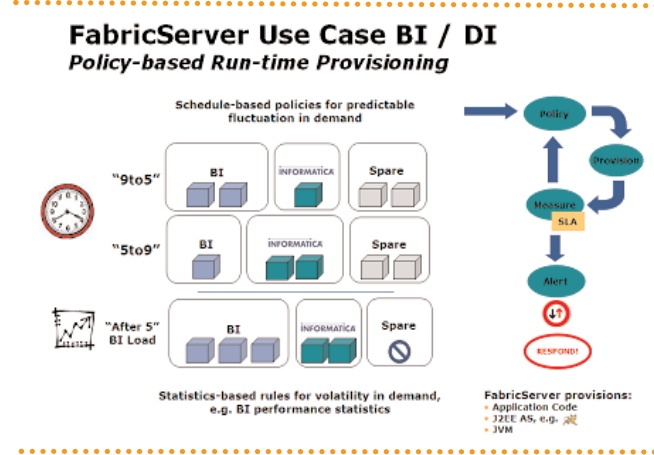 FabricServer Use Case BI / DI
Policy-based Run-time Provisioning
Schedule-based policies for predictable
fluctuation in demand
"9to5"
BI
INFORMATICA
Spare
"5to9"
BI
INFORMATICA
Spare
"After 5"
BI Load
BI
INFORMATICA
Spare
Statistics-based rules for volatility in demand,
e.g. BI performance statistics
Policy
Provision
Measure
SLA
Alert
RESPOND!
FabricServer provisions:
• Application Code
• J2EE AS, e.g.
• JVM